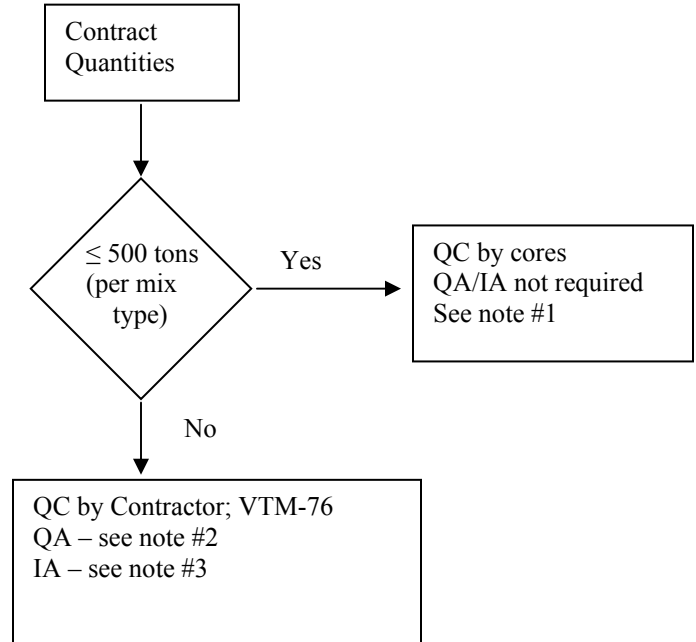 Contract
Quantities
≤ 500 tons
(per mix
type)
Yes
QC by cores
QA/IA not required
See note #1
No
QC by Contractor; VTM-76
QA – see note #2
IA – see note #3